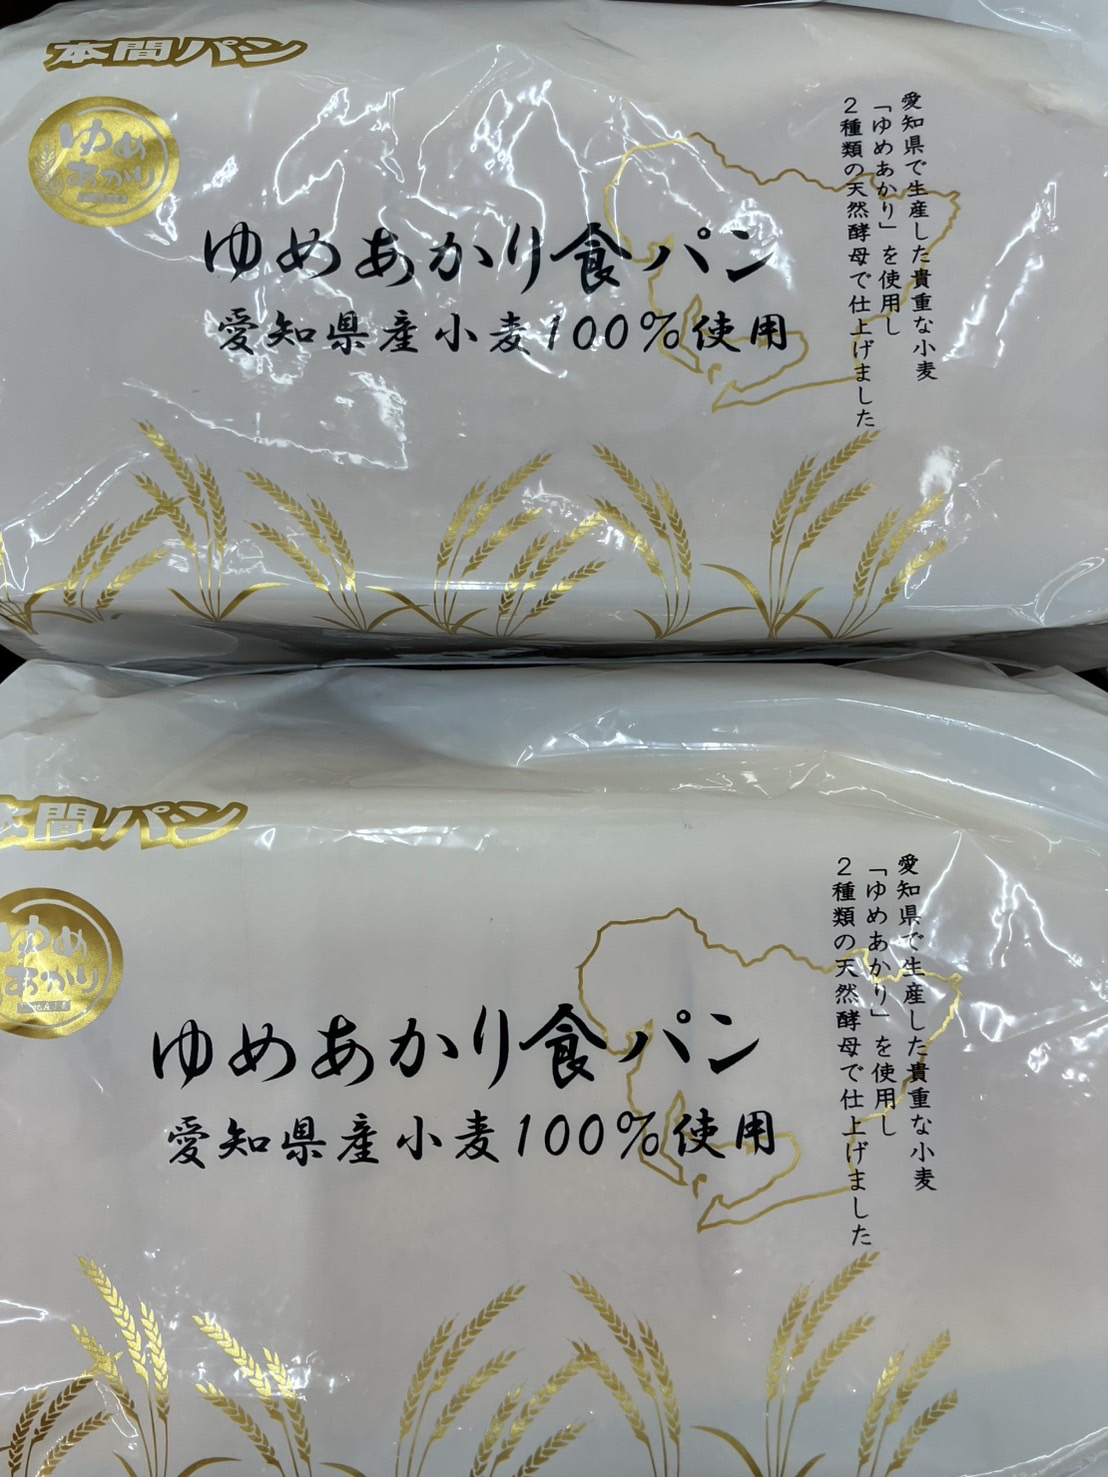 本間パン
ゆめ
あかり
ゆめあかり食パン
愛知県産小麦100%使用
愛知県で生産した貴重な小麦
「ゆめあかり」を使用し
2種類の天然酵母で仕上げました
本間パン
ゆめ
あかり
ゆめあかり食パン
愛知県産小麦100%使用
愛知県で生産した貴重な小麦
「ゆめあかり」を使用し
2種類の天然酵母で仕上げました